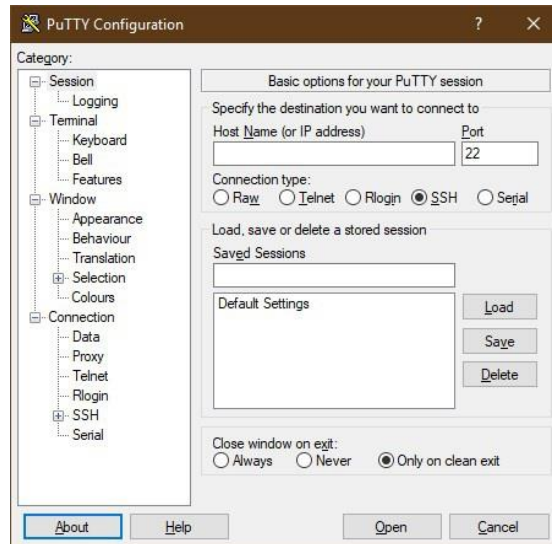 PuTTY Configuration ? ×
Category:
Session
Logging
Terminal
Keyboard
Bell
Features
Window
Appearance
Behaviour
Translation
Selection
Colours
Connection
Data
Proxy
Telnet
Rlogin
SSH
Serial
Basic options for your PuTTY session
Specify the destination you want to connect to
Host Name (or IP address) Port
22
Connection type:
Raw Telnet Rlogin SSH Serial
Load, save or delete a stored session
Saved Sessions
Default Settings
Load
Save
Delete
Close window on exit:
Always Never Only on clean exit
About Help Open Cancel